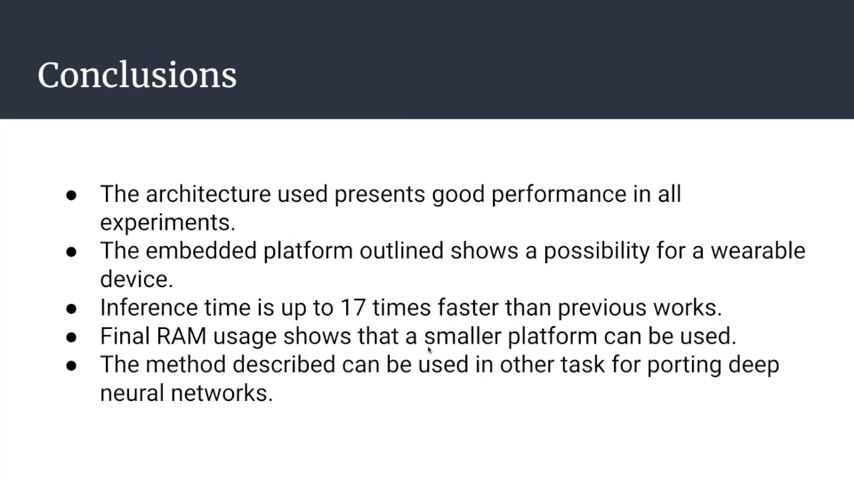 Conclusions
● The architecture used presents good performance in all
experiments.
● The embedded platform outlined shows a possibility for a wearable
device.
● Inference time is up to 17 times faster than previous works.
● Final RAM usage shows that a smaller platform can be used.
● The method described can be used in other task for porting deep
neural networks.